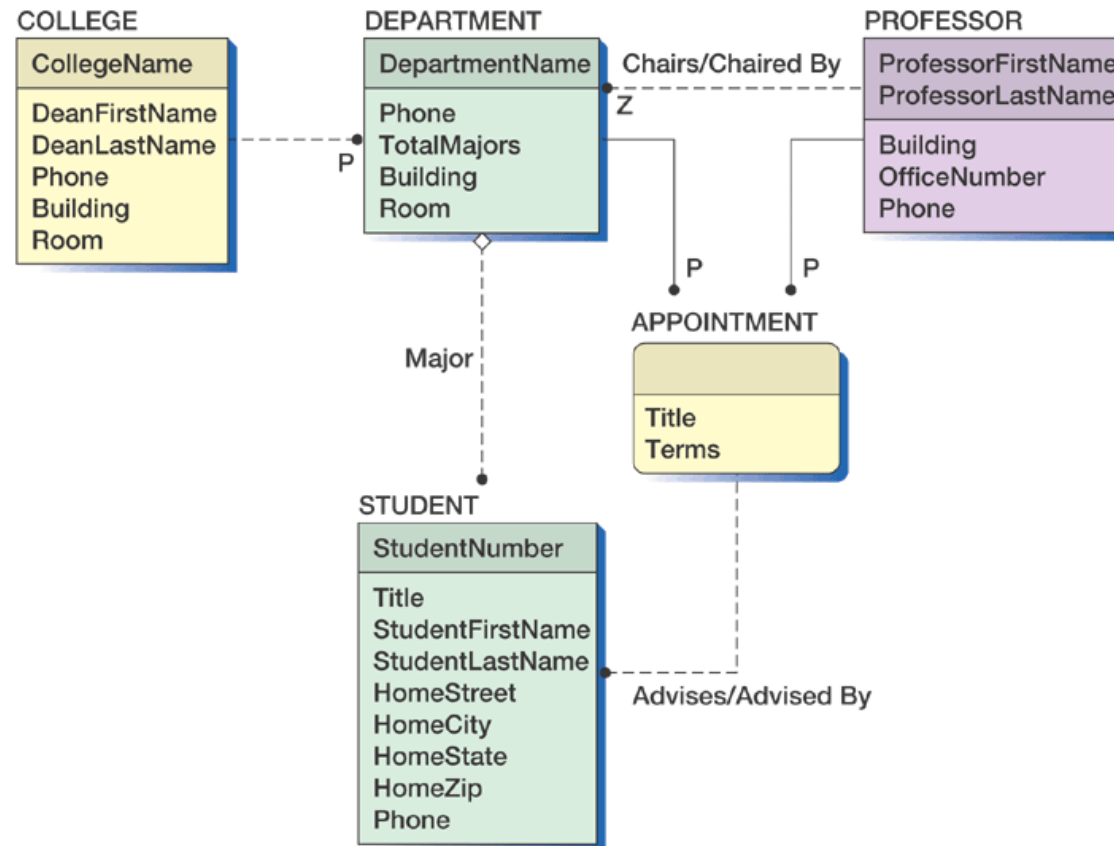 COLLEGE
CollegeName
DeanFirstName
DeanLastName
Phone
Building
Room
P
DEPARTMENT
DepartmentName
Phone
TotalMajors
Building
Room
Chairs/Chaired By
Z
PROFESSOR
ProfessorFirstName
ProfessorLastName
Building
OfficeNumber
Phone
P
P
APPOINTMENT
Title
Terms
Major
STUDENT
StudentNumber
Title
StudentFirstName
StudentLastName
HomeStreet
HomeCity
HomeState
HomeZip
Phone
Advises/Advised By